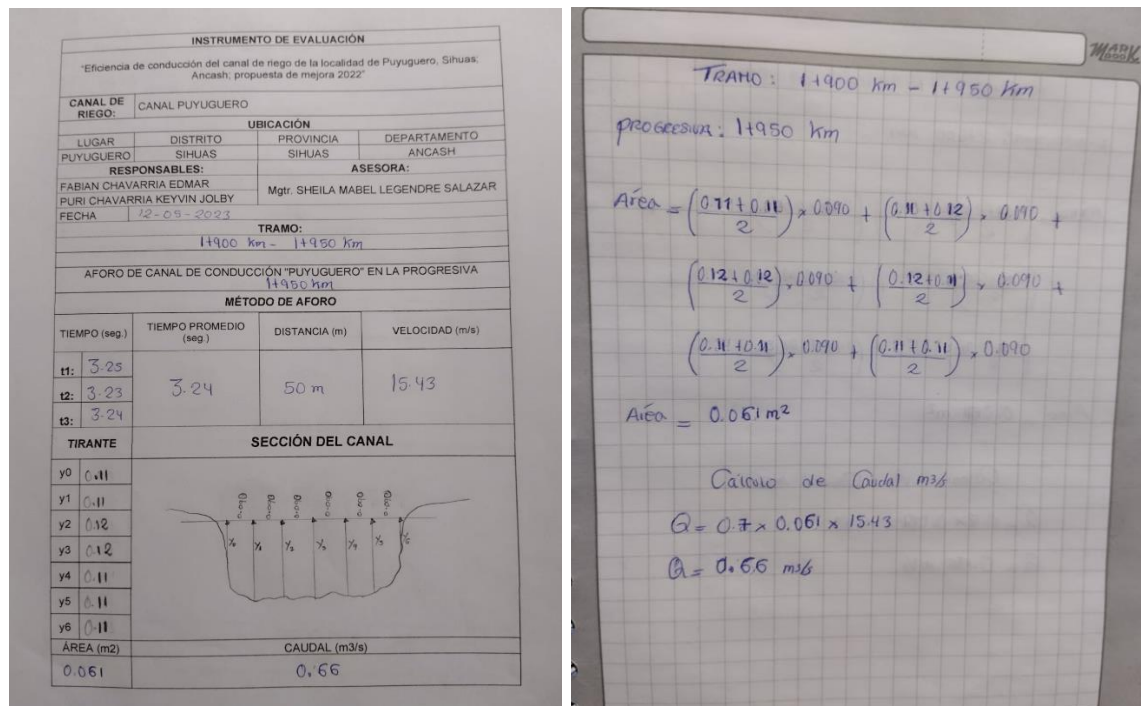 INSTRUMENTO DE EVALUACIÓN
"Eficiencia de conducción del canal de riego de la localidad de Puyuguero, Sihuas;
Ancash; propuesta de mejora 2022"
CANAL DE RIEGO: CANAL PUYUGUERO
UBICACIÓN
LUGAR DISTRITO PROVINCIA DEPARTAMENTO
PUYUGUERO SIHUAS SIHUAS ANCASH
RESPONSABLES: ASESORA:
FABIAN CHAVARRIA EDMAR
PURI CHAVARRIA KEYVIN JOLBY
Mgtr. SHEILA MABEL LEGENDRE SALAZAR
FECHA 12-09-2023
TRAMO:
1+900 km - 1+950 km
AFORO DE CANAL DE CONDUCCIÓN "PUYUGUERO" EN LA PROGRESIVA
1+950 km
MÉTODO DE AFORO
TIEMPO (seg.) TIEMPO PROMEDIO (seg.) DISTANCIA (m) VELOCIDAD (m/s)
t1: 3.25
t2: 3.23
t3: 3.24
3.24 50 m 15.43
TIRANTE SECCIÓN DEL CANAL
y0 0.11
y1 0.11
y2 0.12
y3 0.12
y4 0.11
y5 0.11
y6 0.11
ÁREA (m2) CAUDAL (m3/s)
0.061 0.66
TRAMO: 1+900 km - 1+950 km
PROGRESIVA: 1+950 km
Área = ((0.11+0.11)/2) x 0.090 + ((0.11+0.12)/2) x 0.090 +
((0.12+0.12)/2) x 0.090 + ((0.12+0.11)/2) x 0.090 +
((0.11+0.11)/2) x 0.090 + ((0.11+0.11)/2) x 0.090
Área = 0.061 m2
Cálculo de Caudal m3/s
Q = 0.7 x 0.061 x 15.43
Q = 0.66 m3/s